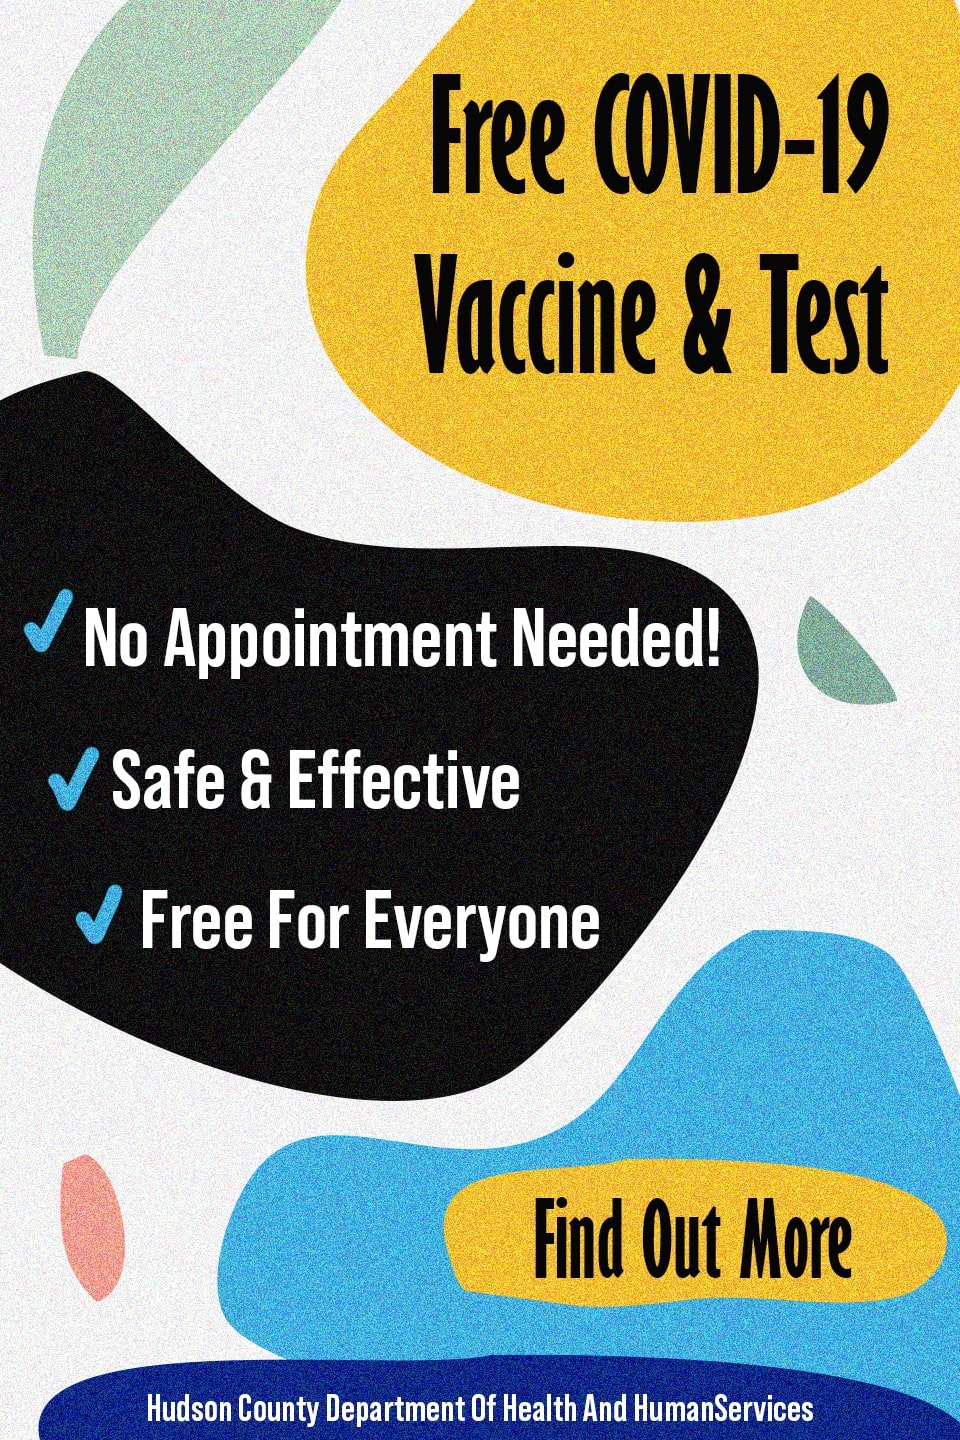 Free COVID-19
Vaccine & Test
No Appointment Needed!
Safe & Effective
Free For Everyone
Find Out More
Hudson County Department Of Health And HumanServices